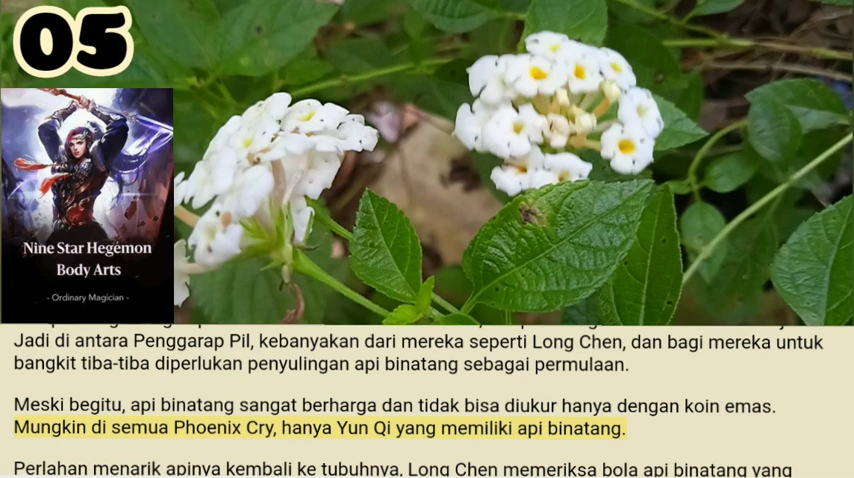 05
Nine Star Hegemon
Body Arts
- Ordinary Magician -
Jadi di antara Penggarap Pil, kebanyakan dari mereka seperti Long Chen, dan bagi mereka untuk
bangkit tiba-tiba diperlukan penyulingan api binatang sebagai permulaan.
Meski begitu, api binatang sangat berharga dan tidak bisa diukur hanya dengan koin emas.
Mungkin di semua Phoenix Cry, hanya Yun Qi yang memiliki api binatang.
Perlahan menarik apinya kembali ke tubuhnya, Long Chen memeriksa bola api binatang yang